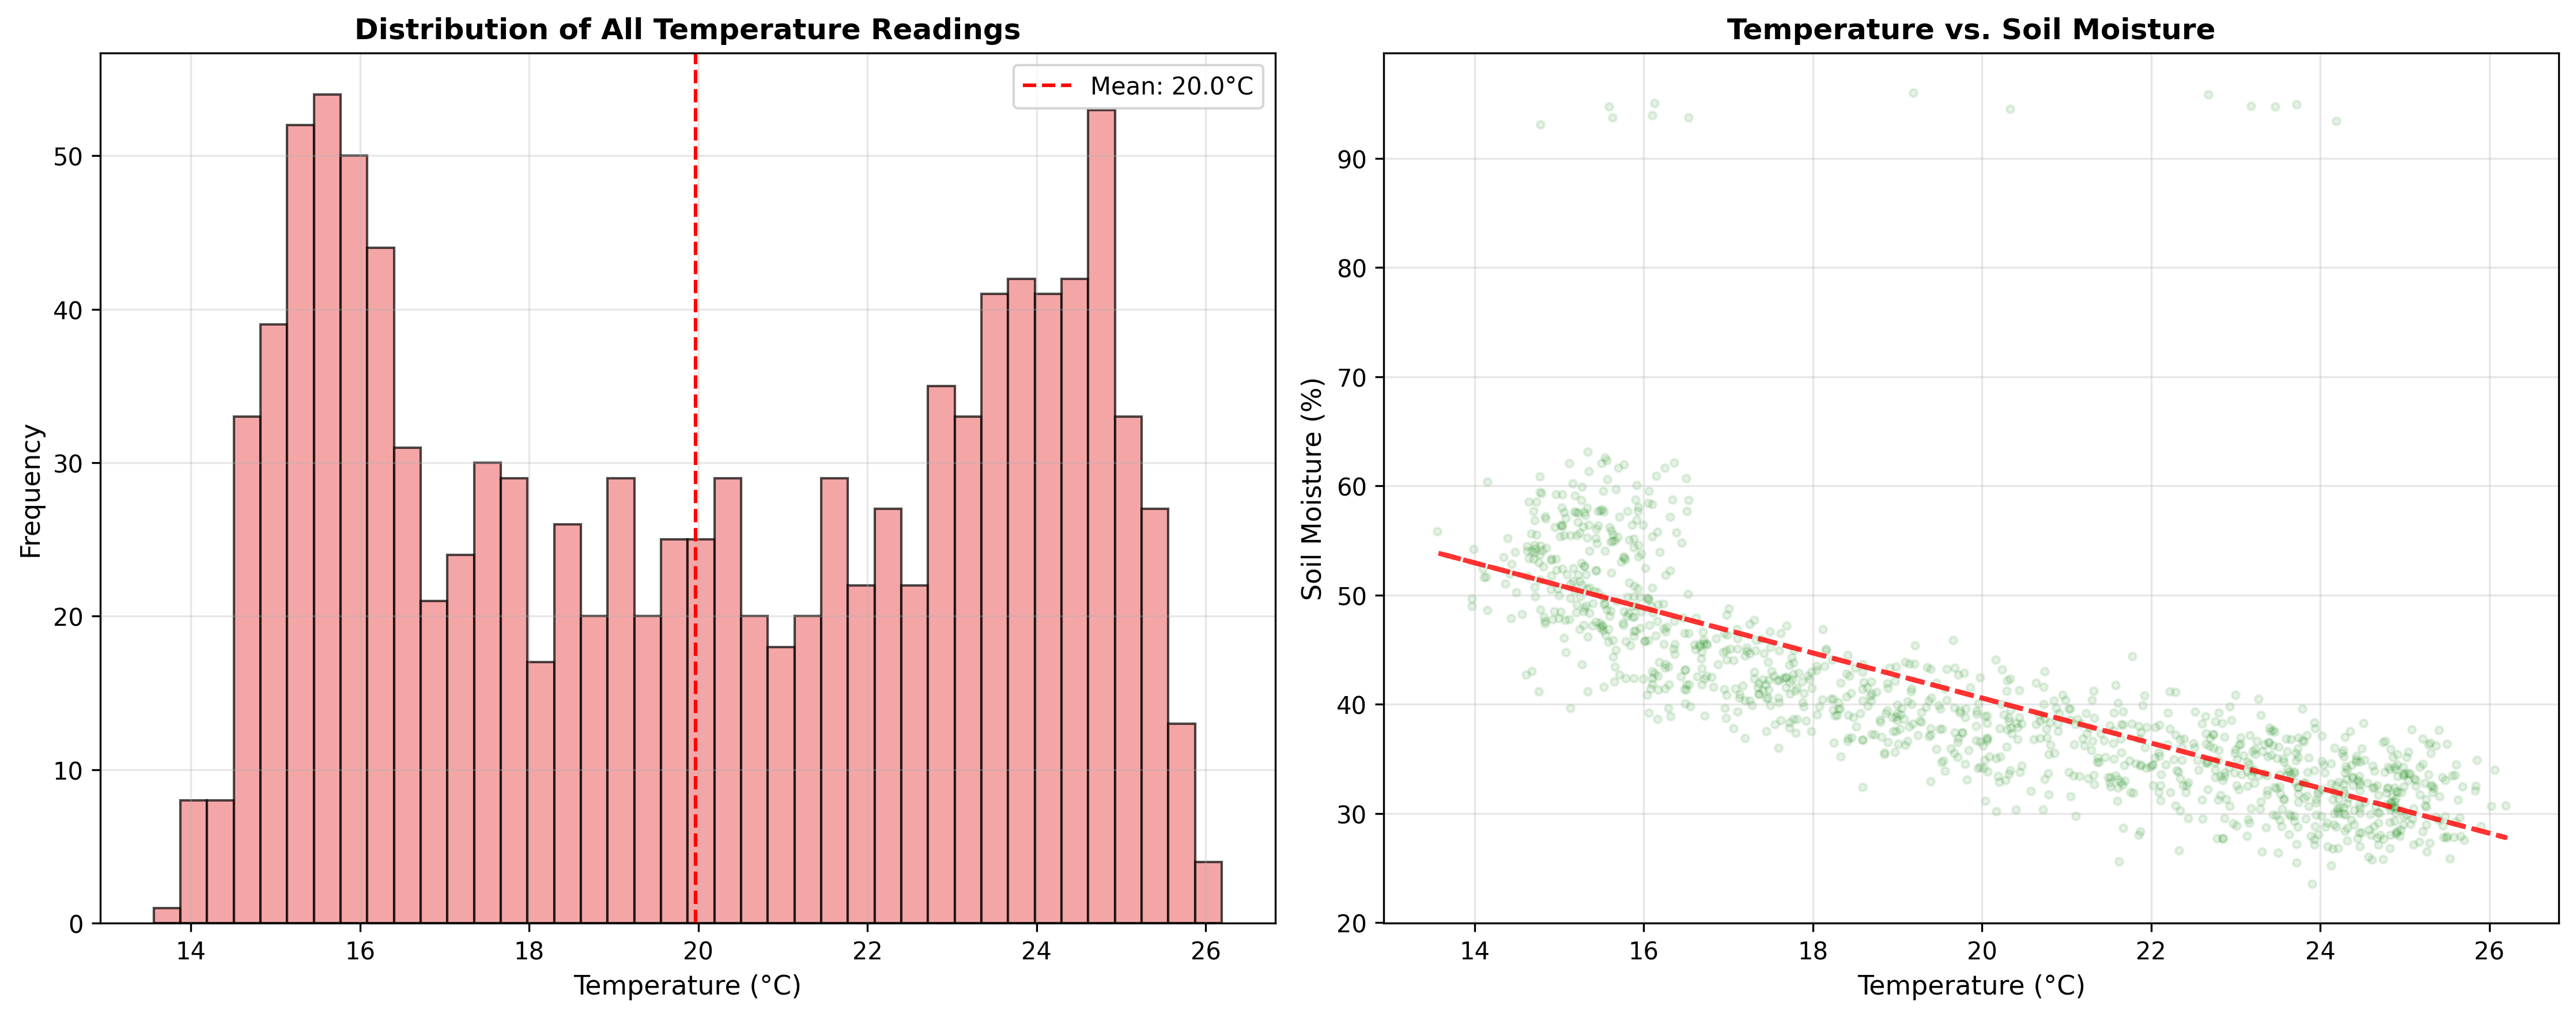 Distribution of All Temperature Readings
Mean: 20.0°C
Frequency
50
40
30
20
10
0
14 16 18 20 22 24 26
Temperature (°C)
Temperature vs. Soil Moisture
Soil Moisture (%)
90
80
70
60
50
40
30
20
14 16 18 20 22 24 26
Temperature (°C)